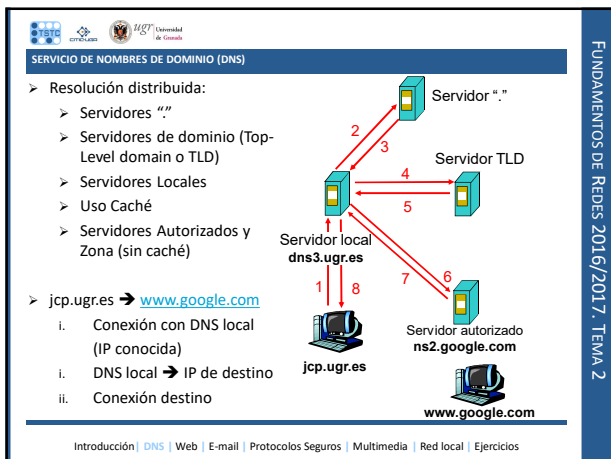 TSTC
CITIC-UGR
ugr Universidad
de Granada
SERVICIO DE NOMBRES DE DOMINIO (DNS)
➢ Resolución distribuida:
➢ Servidores “.”
➢ Servidores de dominio (Top-
Level domain o TLD)
➢ Servidores Locales
➢ Uso Caché
➢ Servidores Autorizados y
Zona (sin caché)
➢ jcp.ugr.es ➔ www.google.com
i. Conexión con DNS local
(IP conocida)
i. DNS local ➔ IP de destino
ii. Conexión destino
Servidor “.”
2
3
Servidor TLD
4
5
Servidor local
dns3.ugr.es
6
7
1
8
Servidor autorizado
ns2.google.com
jcp.ugr.es
www.google.com
Introducción | DNS | Web | E-mail | Protocolos Seguros | Multimedia | Red local | Ejercicios
FUNDAMENTOS DE REDES 2016/2017. TEMA 2